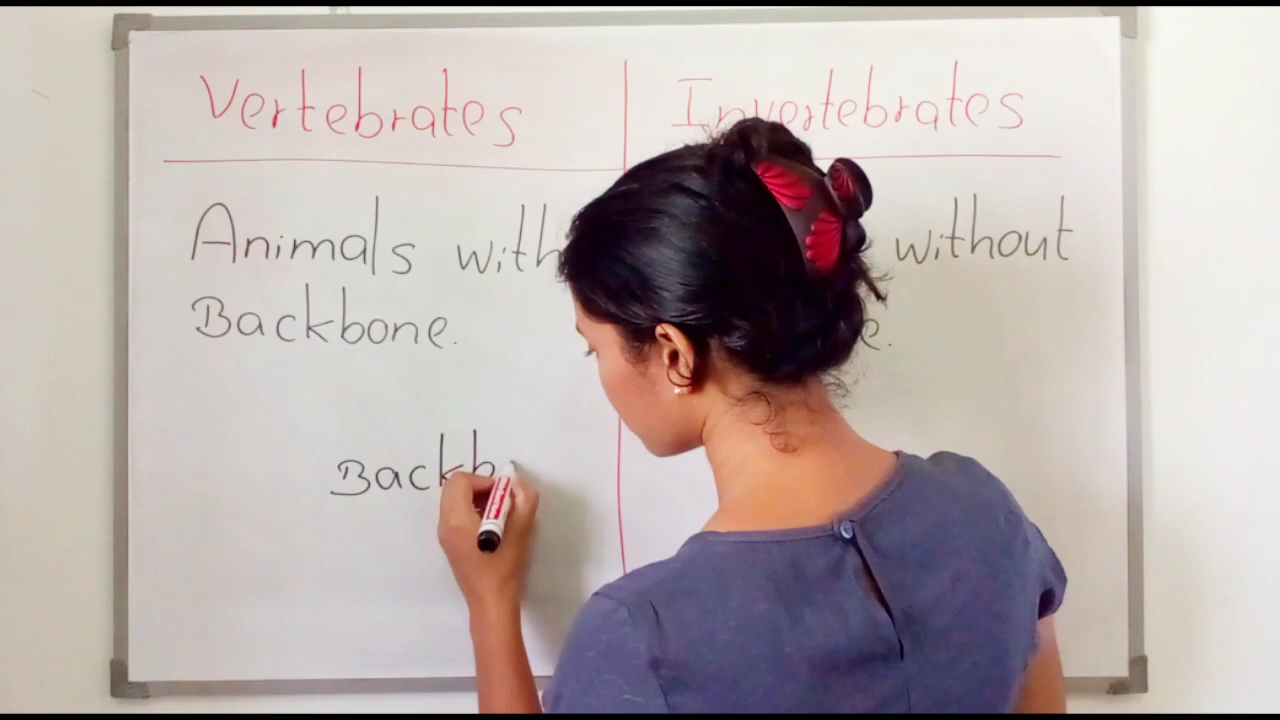 Vertebrates
Invertebrates
Animals with
Backbone.
without
Backb